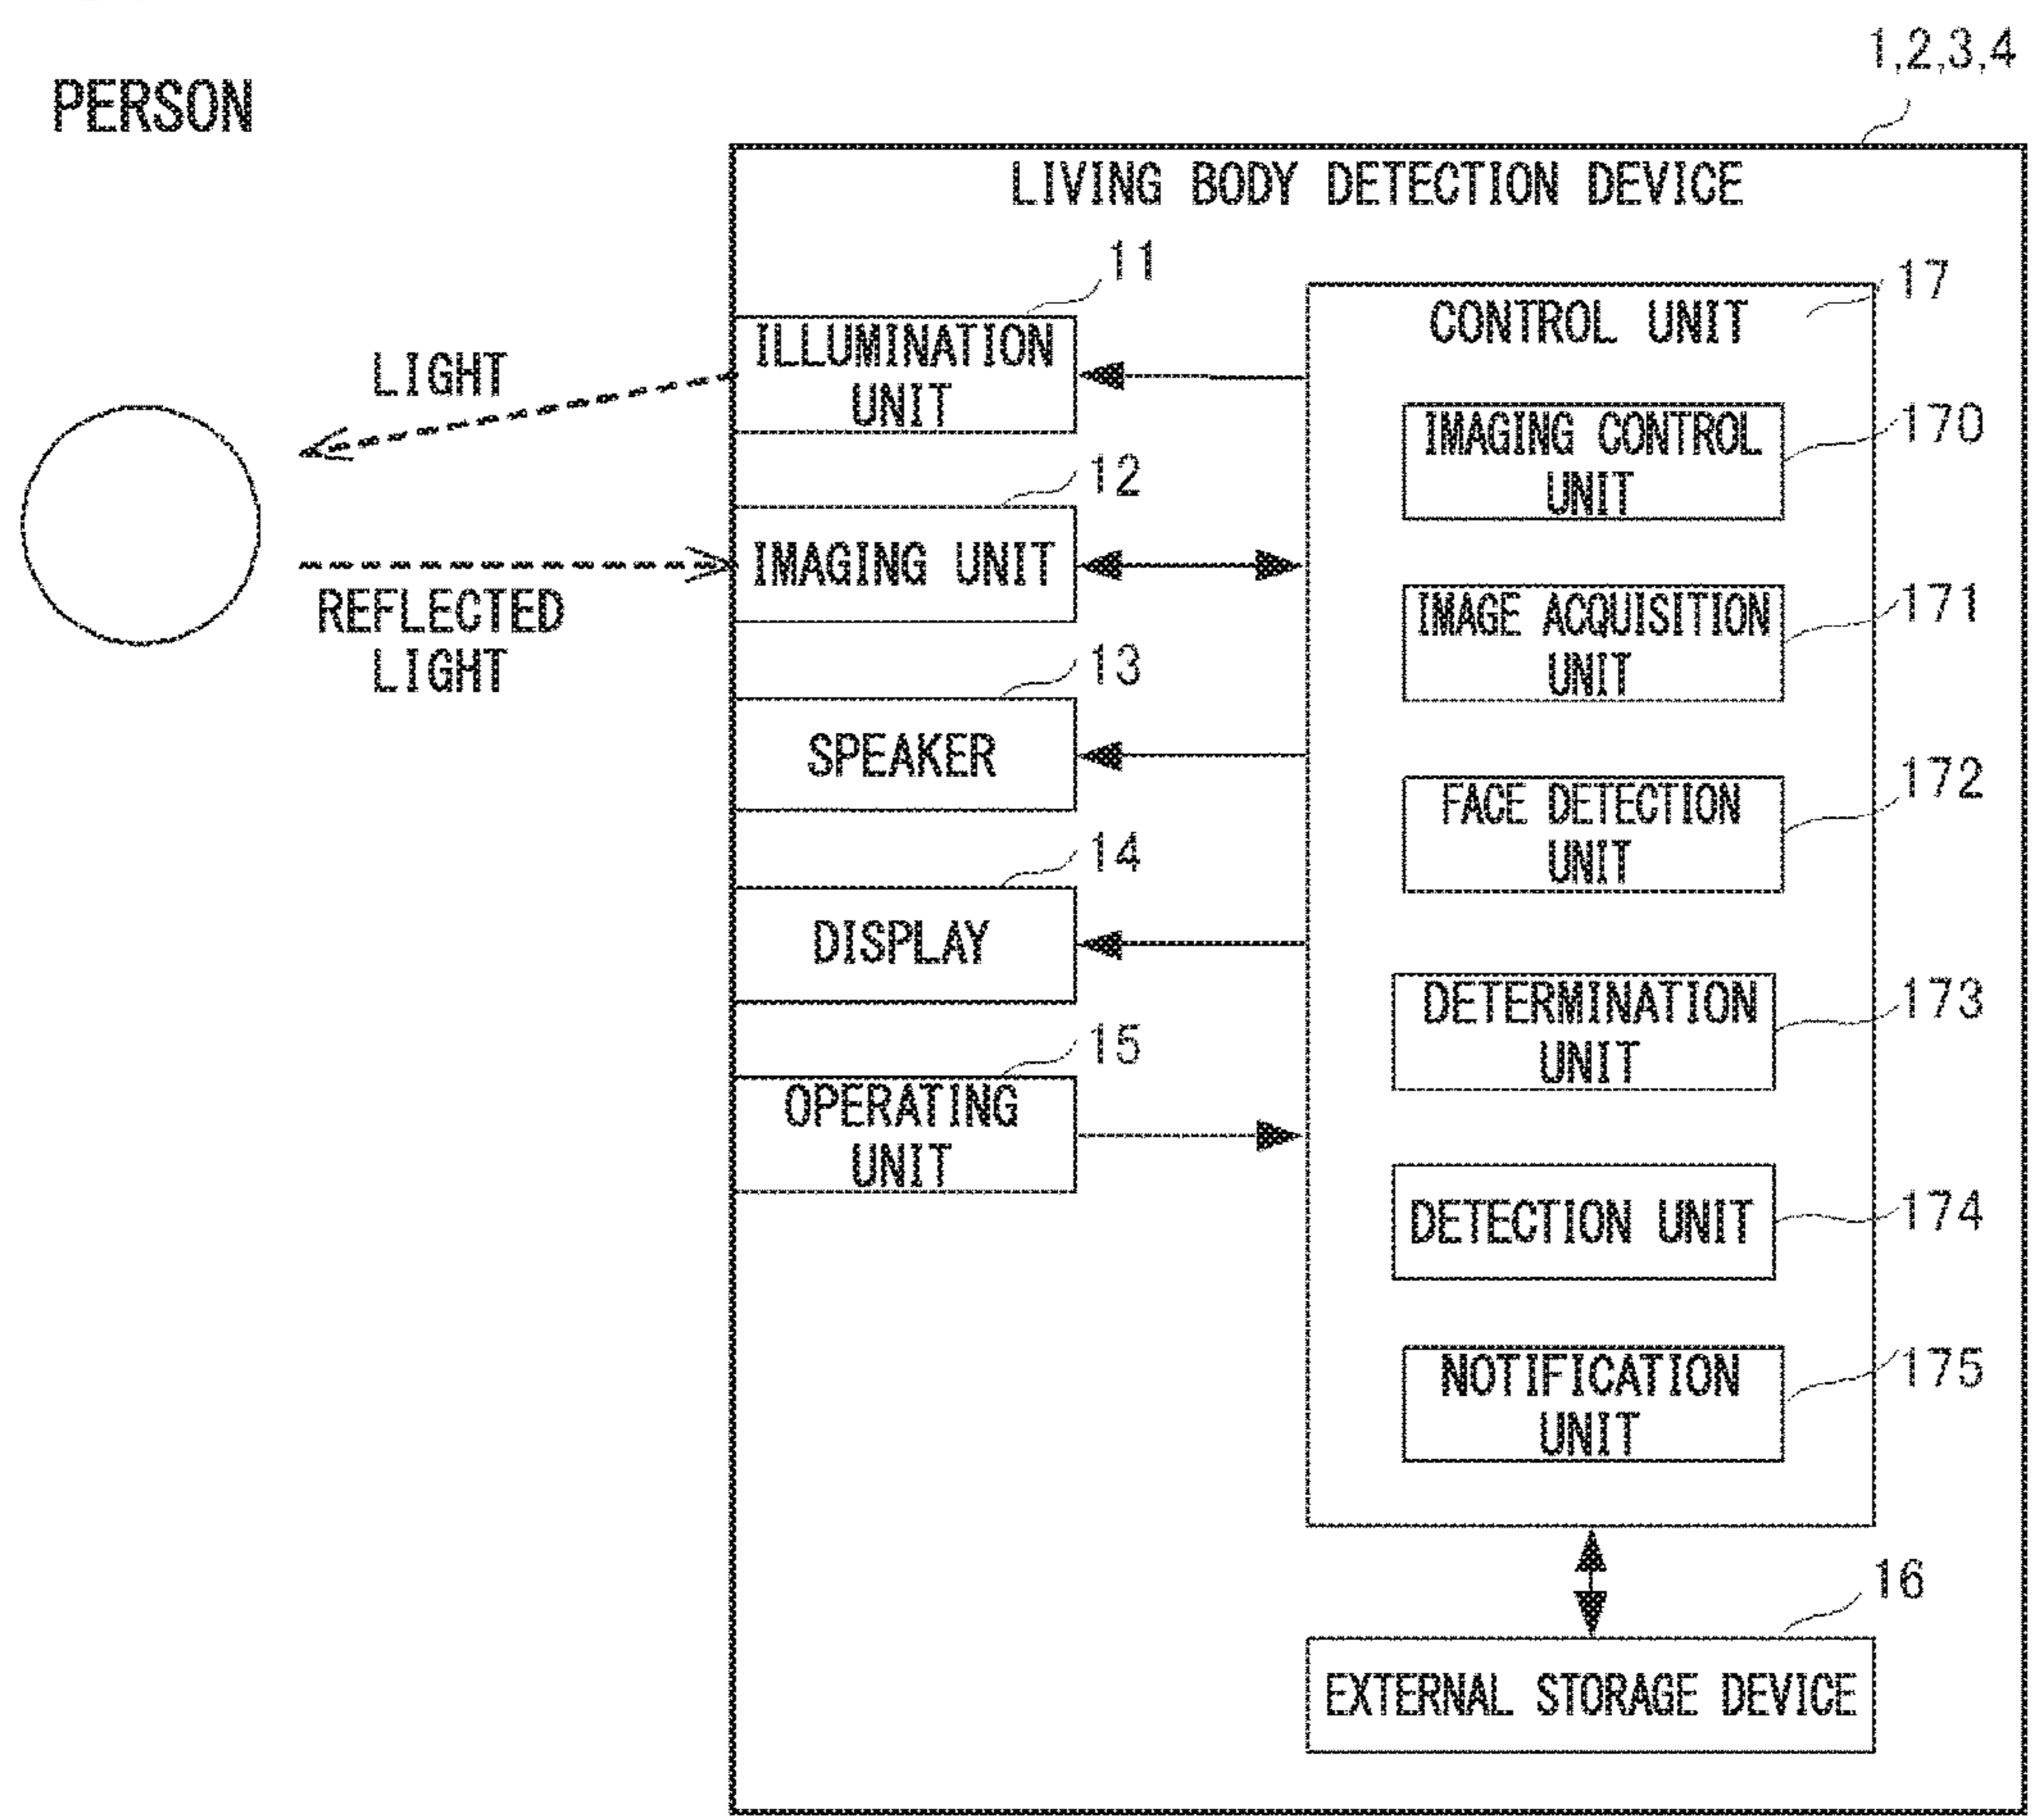 1,2,3,4
PERSON
LIVING BODY DETECTION DEVICE
11
17
ILLUMINATION
UNIT
CONTROL UNIT
LIGHT
170
IMAGING CONTROL
UNIT
12
IMAGING UNIT
REFLECTED
LIGHT
171
IMAGE ACQUISITION
UNIT
13
SPEAKER
172
FACE DETECTION
UNIT
14
DISPLAY
173
DETERMINATION
UNIT
15
OPERATING
UNIT
174
DETECTION UNIT
175
NOTIFICATION
UNIT
16
EXTERNAL STORAGE DEVICE